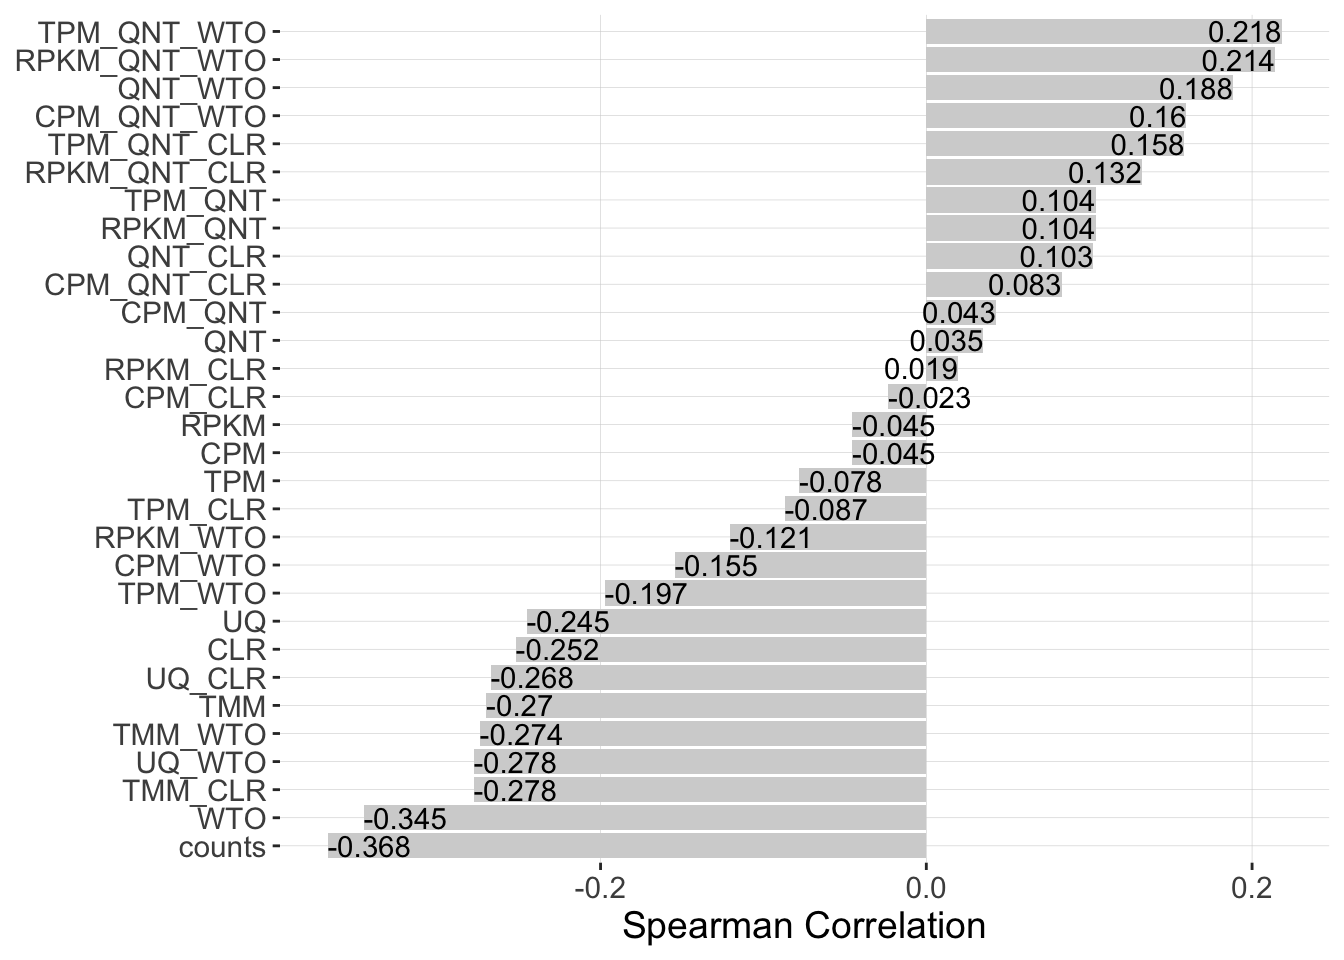 TPM_QNT_WTO 0.218
RPKM_QNT_WTO 0.214
QNT_WTO 0.188
CPM_QNT_WTO 0.16
TPM_QNT_CLR 0.158
RPKM_QNT_CLR 0.132
TPM_QNT 0.104
RPKM_QNT 0.104
QNT_CLR 0.103
CPM_QNT_CLR 0.083
CPM_QNT 0.043
QNT 0.035
RPKM_CLR 0.019
CPM_CLR -0.023
RPKM -0.045
CPM -0.045
TPM -0.078
TPM_CLR -0.087
RPKM_WTO -0.121
CPM_WTO -0.155
TPM_WTO -0.197
UQ -0.245
CLR -0.252
UQ_CLR -0.268
TMM -0.27
TMM_WTO -0.274
UQ_WTO -0.278
TMM_CLR -0.278
WTO -0.345
counts -0.368
-0.2 0.0 0.2
Spearman Correlation